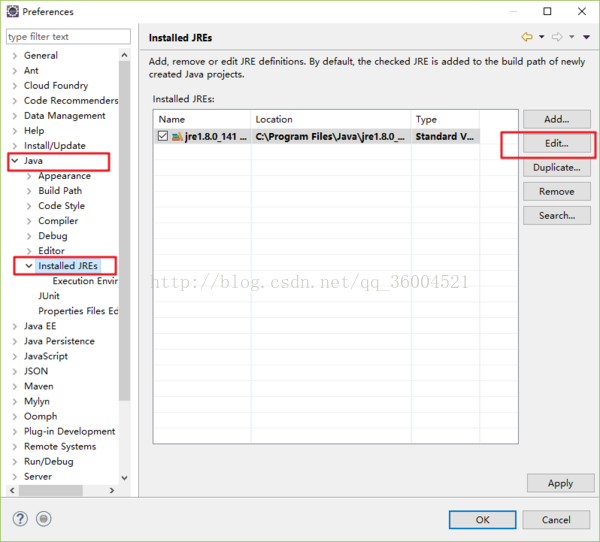 Preferences
type filter text
General
Ant
Cloud Foundry
Code Recommenders
Data Management
Help
Install/Update
Java
Appearance
Build Path
Code Style
Compiler
Debug
Editor
Installed JREs
Execution Envir
JUnit
Properties Files Ed
Java EE
Java Persistence
JavaScript
JSON
Maven
Mylyn
Oomph
Plug-in Development
Remote Systems
Run/Debug
Server
Installed JREs
Add, remove or edit JRE definitions. By default, the checked JRE is added to the build path of newly
created Java projects.
Installed JREs:
Name Location Type
jre1.8.0_141 ... C:\Program Files\Java\jre1.8.0_... Standard V...
Add...
Edit...
Duplicate...
Remove
Search...
http://blog.csdn.net/qq_36004521
Apply
OK Cancel